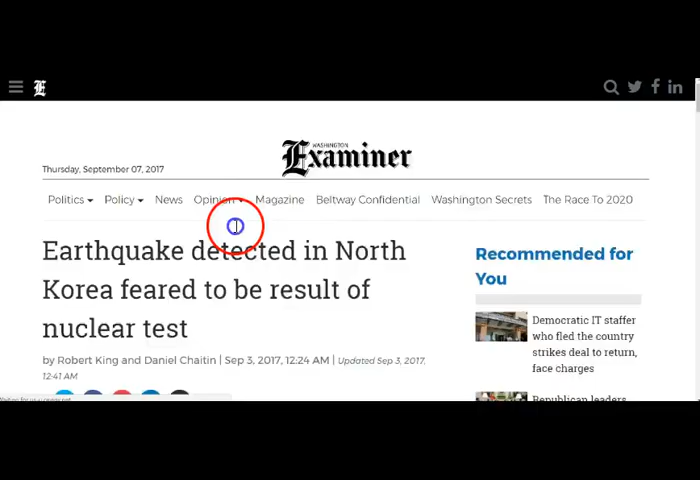 E
WASHINGTON
Examiner
Thursday, September 07, 2017
Politics Policy News Opinion Magazine Beltway Confidential Washington Secrets The Race To 2020
Earthquake detected in North
Korea feared to be result of
nuclear test
by Robert King and Daniel Chaitin | Sep 3, 2017, 12:24 AM | Updated Sep 3, 2017,
12:41 AM
Recommended for
You
Democratic IT staffer
who fled the country
strikes deal to return,
face charges
Republican leaders